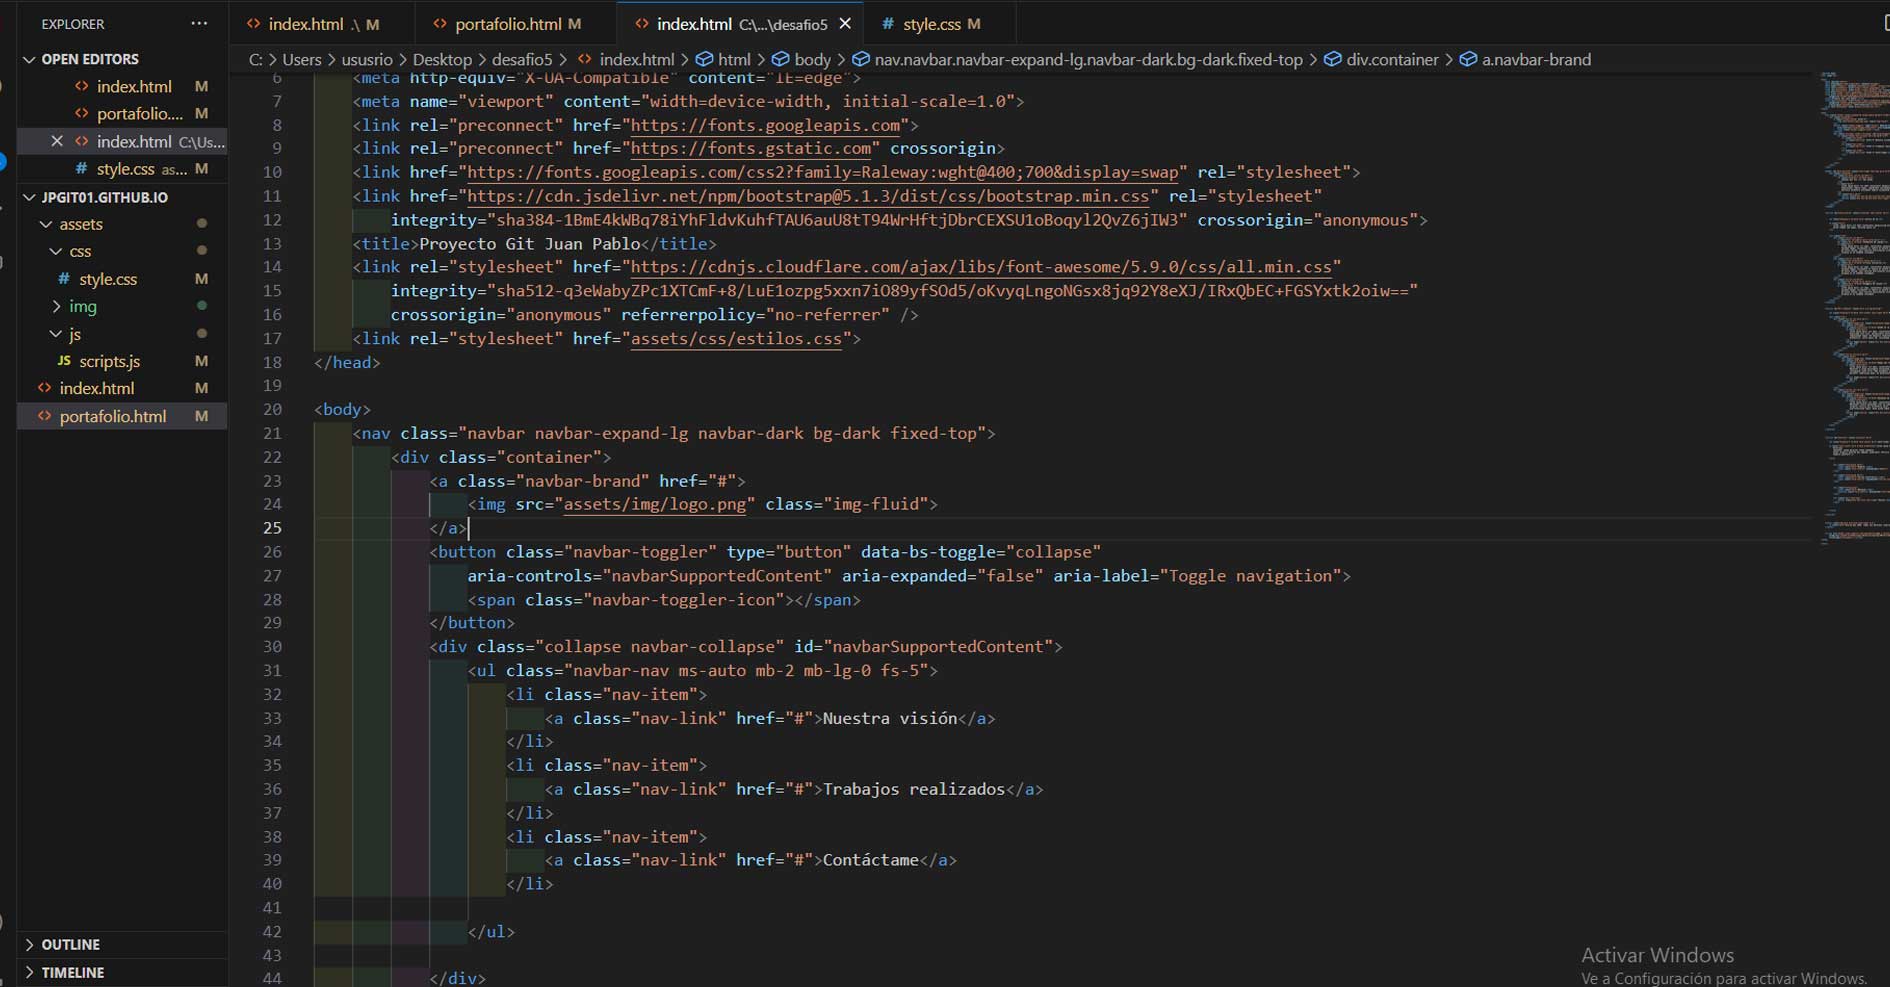 EXPLORER ...
OPEN EDITORS
index.html M
portafolio.... M
index.html C:\Us...
style.css as... M
JPGIT01.GITHUB.IO
assets
css
# style.css M
img
js
JS scripts.js M
index.html M
portafolio.html M
OUTLINE
TIMELINE
index.html .\ M
portafolio.html M
index.html C:\...\desafio5
# style.css M
C: > Users > ususrio > Desktop > desafio5 > index.html > html > body > nav.navbar.navbar-expand-lg.navbar-dark.bg-dark.fixed-top > div.container > a.navbar-brand
6 <meta http-equiv="X-UA-Compatible" content="IE=edge">
7 <meta name="viewport" content="width=device-width, initial-scale=1.0">
8 <link rel="preconnect" href="https://fonts.googleapis.com">
9 <link rel="preconnect" href="https://fonts.gstatic.com" crossorigin>
10 <link href="https://fonts.googleapis.com/css2?family=Raleway:wght@400;700&display=swap" rel="stylesheet">
11 <link href="https://cdn.jsdelivr.net/npm/bootstrap@5.1.3/dist/css/bootstrap.min.css" rel="stylesheet"
12 integrity="sha384-1BmE4kWBq78iYhFldvKuhfTAU6auU8tT94WrHftjDbrCEXSU1oBoqyl2QvZ6jIW3" crossorigin="anonymous">
13 <title>Proyecto Git Juan Pablo</title>
14 <link rel="stylesheet" href="https://cdnjs.cloudflare.com/ajax/libs/font-awesome/5.9.0/css/all.min.css"
15 integrity="sha512-q3eWabyZPc1XTCmF+8/LuE1ozpg5xxn7iO89yfSOd5/oKvyqLngoNGsx8jq92Y8eXJ/IRxQbEC+FGSYxtk2oiw=="
16 crossorigin="anonymous" referrerpolicy="no-referrer" />
17 <link rel="stylesheet" href="assets/css/estilos.css">
18 </head>
19
20 <body>
21 <nav class="navbar navbar-expand-lg navbar-dark bg-dark fixed-top">
22 <div class="container">
23 <a class="navbar-brand" href="#">
24 <img src="assets/img/logo.png" class="img-fluid">
25 </a>
26 <button class="navbar-toggler" type="button" data-bs-toggle="collapse"
27 aria-controls="navbarSupportedContent" aria-expanded="false" aria-label="Toggle navigation">
28 <span class="navbar-toggler-icon"></span>
29 </button>
30 <div class="collapse navbar-collapse" id="navbarSupportedContent">
31 <ul class="navbar-nav ms-auto mb-2 mb-lg-0 fs-5">
32 <li class="nav-item">
33 <a class="nav-link" href="#">Nuestra visión</a>
34 </li>
35 <li class="nav-item">
36 <a class="nav-link" href="#">Trabajos realizados</a>
37 </li>
38 <li class="nav-item">
39 <a class="nav-link" href="#">Contáctame</a>
40 </li>
41
42 </ul>
43
44 </div>
Activar Windows
Ve a Configuración para activar Windows.